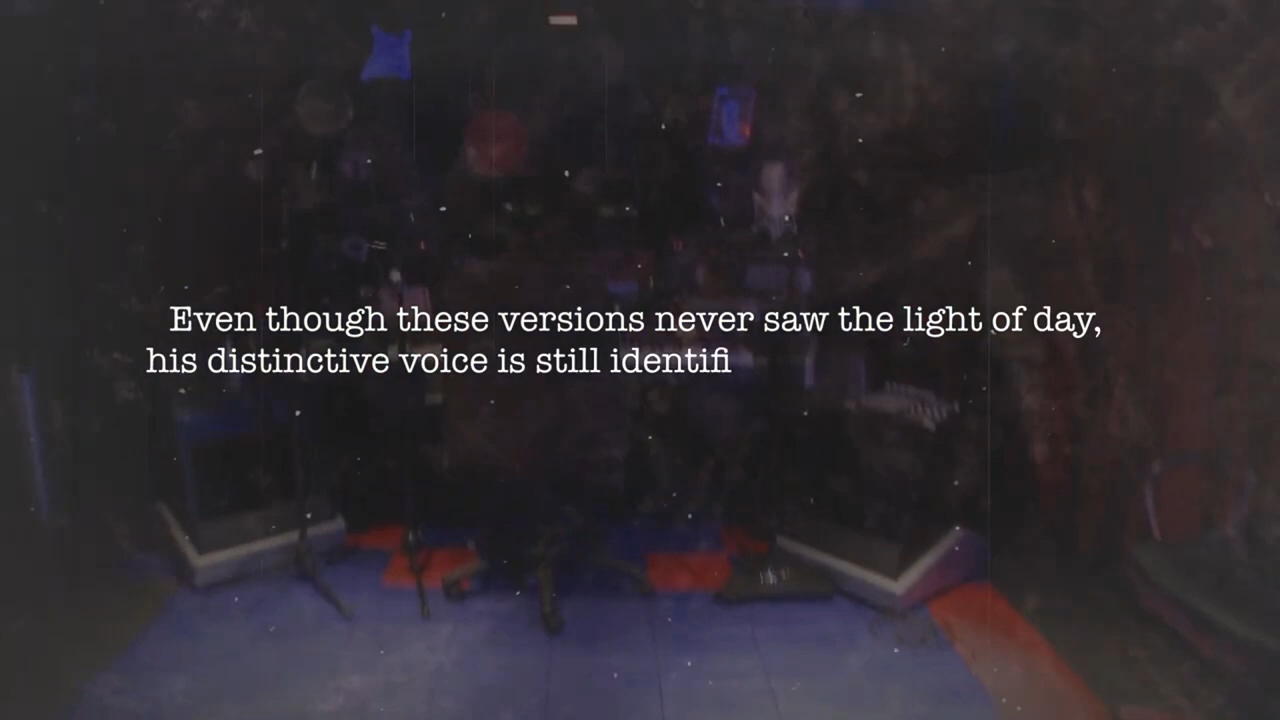 Even though these versions never saw the light of day,
his distinctive voice is still identifi